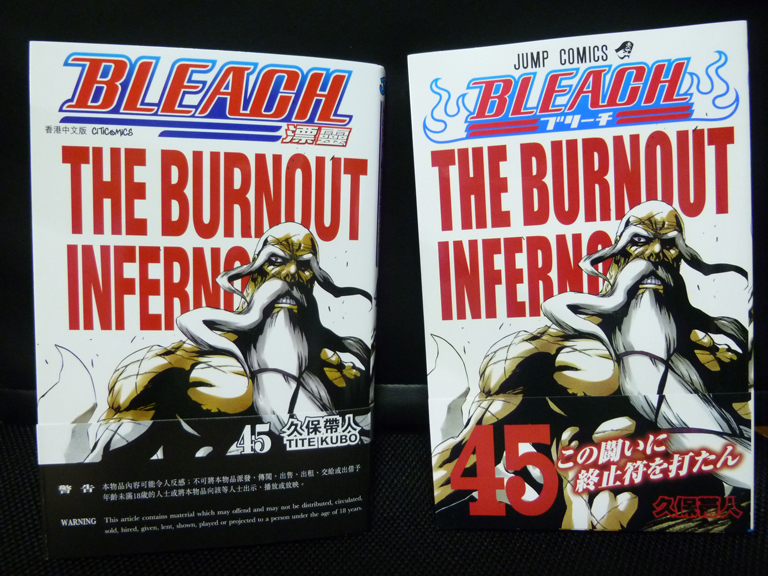 BLEACH
漂靈
香港中文版 CITICOMICS
THE BURNOUT
INFERNO
45
久保帶人
TITE KUBO
警告
本物品內容可能令人反感;不可將本物品派發、傳閱、出售、出租、交給或出借予
年齡未滿18歲的人士或將本物品向該等人士出示、播放或放映。
WARNING
This article contains material which may offend and may not be distributed, circulated,
sold, hired, given, lent, shown, played or projected to a person under the age of 18 years
JUMP COMICS
BLEACH
ブリーチ
THE BURNOUT
INFERNO
45
この闘いに
終止符を打たん
久保帯人